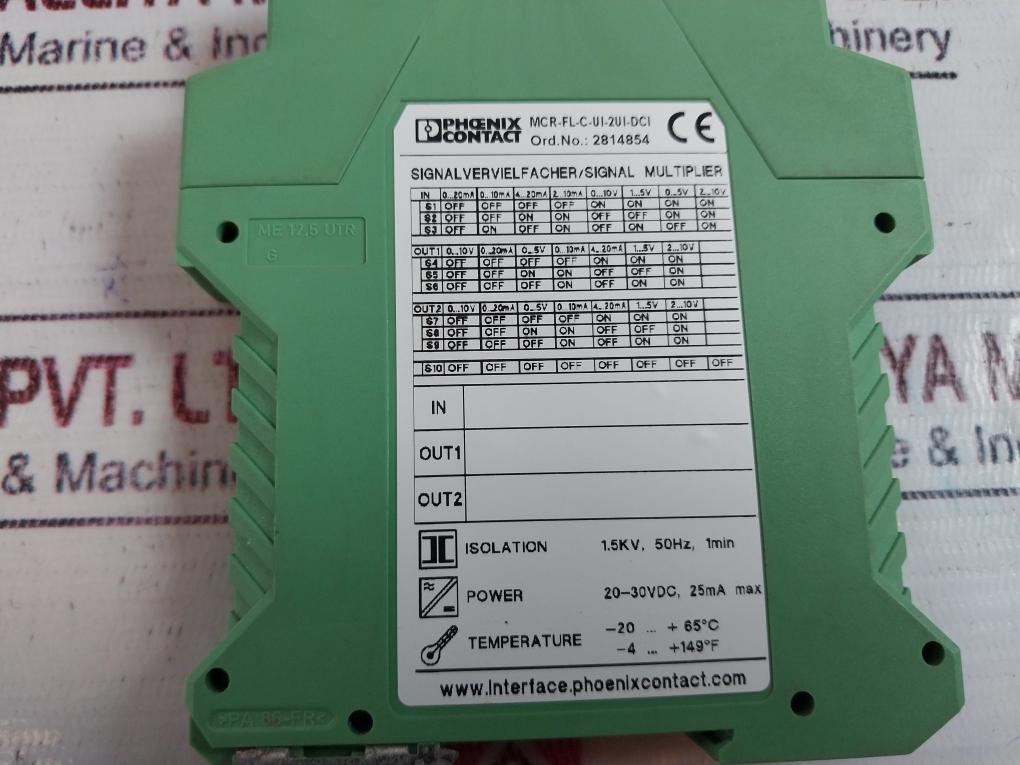 Marine & Ind
hinery
PHŒNIX CONTACT
MCR-FL-C-UI-2UI-DCI
Ord.No.: 2814854
CE
SIGNALVERVIELFACHER/SIGNAL MULTIPLIER
IN 0...20mA 0...10mA 4...20mA 2...10mA 0...10V 1...5V 0...5V 2...10V
S1 OFF OFF OFF OFF ON ON ON ON
S2 OFF OFF ON ON OFF OFF ON ON
S3 OFF ON ON OFF OFF ON OFF ON
OUT1 0...10V 0...20mA 0...5V 0...10mA 4...20mA 1...5V 2...10V
S4 OFF OFF OFF OFF ON ON ON
S5 OFF OFF ON ON OFF OFF ON
S6 OFF OFF ON ON OFF ON ON
OUT2 0...10V 0...20mA 0...5V 0...10mA 4...20mA 1...5V 2...10V
S7 OFF OFF OFF OFF ON ON ON
S8 OFF OFF ON ON OFF OFF ON
S9 OFF OFF OFF ON OFF ON ON
S10 OFF OFF OFF OFF OFF OFF OFF OFF
ME 17,5 UTR
G
IN
OUT1
OUT2
PVT. LT
YA M
& Machin
e & Ind
ISOLATION 1.5KV, 50Hz, 1min
POWER 20-30VDC, 25mA max
TEMPERATURE -20 ... + 65°C
-4 ... +149°F
www.interface.phoenixcontact.com
>PA 66-FR<